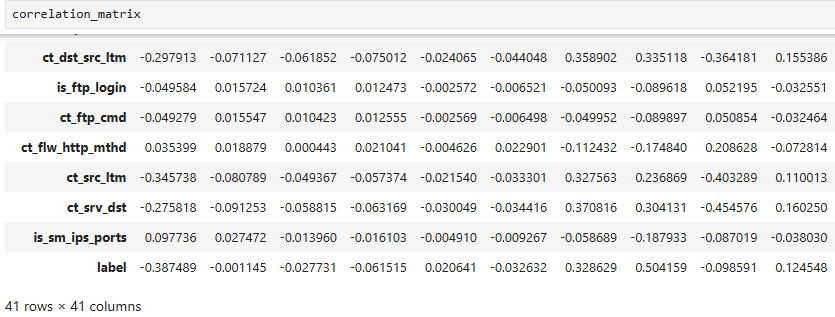 correlation_matrix
ct_dst_src_ltm -0.297913 -0.071127 -0.061852 -0.075012 -0.024065 -0.044048 0.358902 0.335118 -0.364181 0.155386
is_ftp_login -0.049584 0.015724 0.010361 0.012473 -0.002572 -0.006521 -0.050093 -0.089618 0.052195 -0.032551
ct_ftp_cmd -0.049279 0.015547 0.010423 0.012555 -0.002569 -0.006498 -0.049952 -0.089897 0.050854 -0.032464
ct_flw_http_mthd 0.035399 0.018879 0.000443 0.021041 -0.004626 0.022901 -0.112432 -0.174840 0.208628 -0.072814
ct_src_ltm -0.345738 -0.080789 -0.049367 -0.057374 -0.021540 -0.033301 0.327563 0.236869 -0.403289 0.110013
ct_srv_dst -0.275818 -0.091253 -0.058815 -0.063169 -0.030049 -0.034416 0.370816 0.304131 -0.454576 0.160250
is_sm_ips_ports 0.097736 0.027472 -0.013960 -0.016103 -0.004910 -0.009267 -0.058689 -0.187933 -0.087019 -0.038030
label -0.387489 -0.001145 -0.027731 -0.061515 0.020641 -0.032632 0.328629 0.504159 -0.098591 0.124548
41 rows × 41 columns